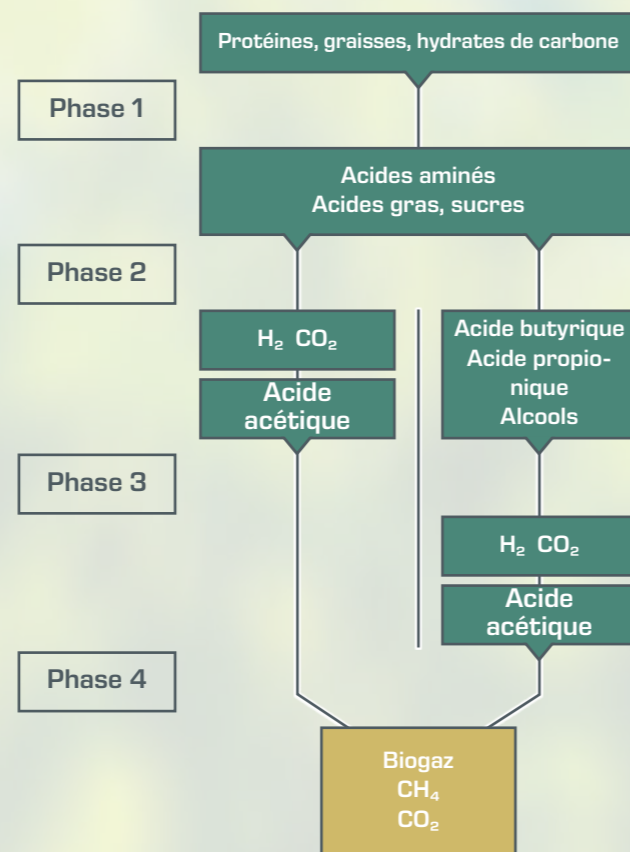 Protéines, graisses, hydrates de carbone
Phase 1
Acides aminés
Acides gras, sucres
Phase 2
H₂ CO₂
Acide
acétique
Acide butyrique
Acide propio-
nique
Alcools
Phase 3
H₂ CO₂
Acide
acétique
Phase 4
Biogaz
CH₄
CO₂